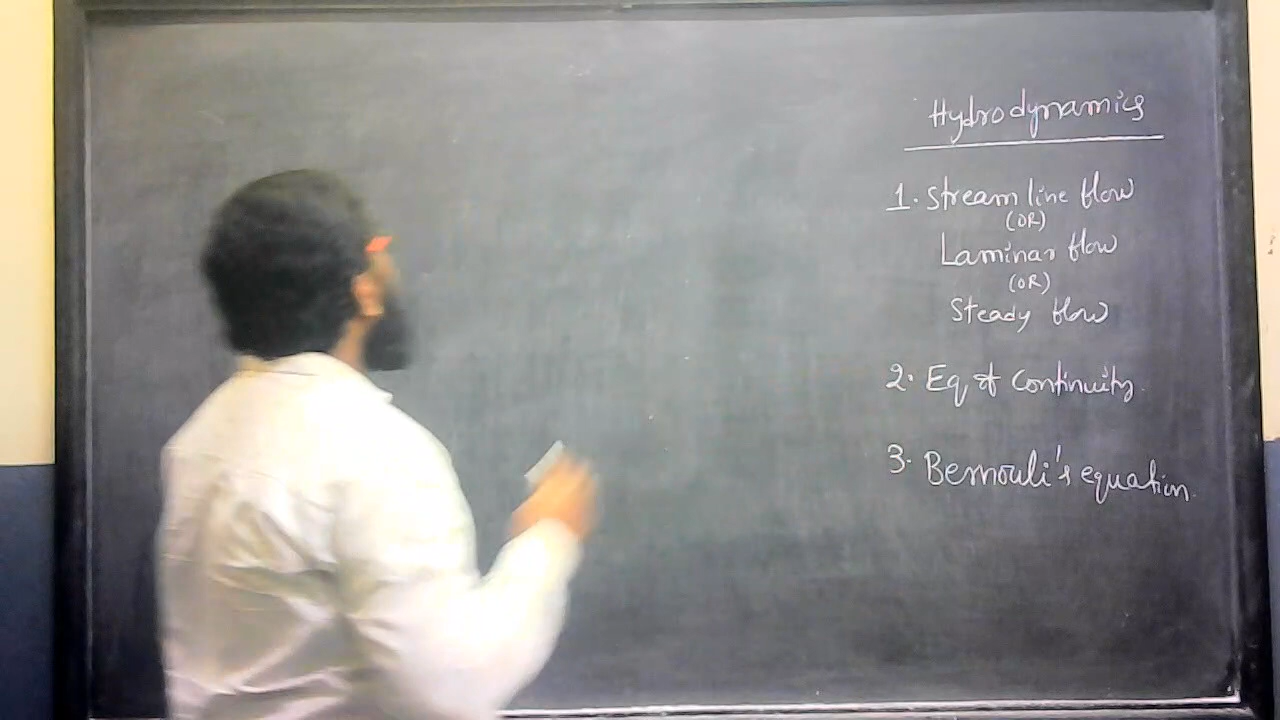 Hydrodynamics
1. Stream line flow
(OR)
Laminar flow
(OR)
Steady flow
2. Eq of Continuity.
3. Bernouli's equation.